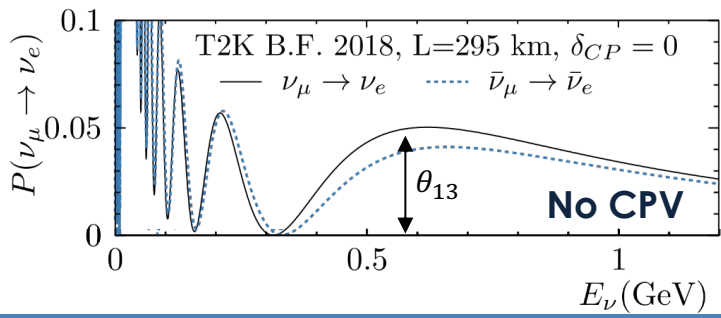 0.1
T2K B.F. 2018, L=295 km, δ_CP = 0
ν_μ → ν_e ν̄_μ → ν̄_e
P(ν_μ → ν_e)
0.05
θ₁₃
No CPV
0
0 0.5 1
E_ν(GeV)